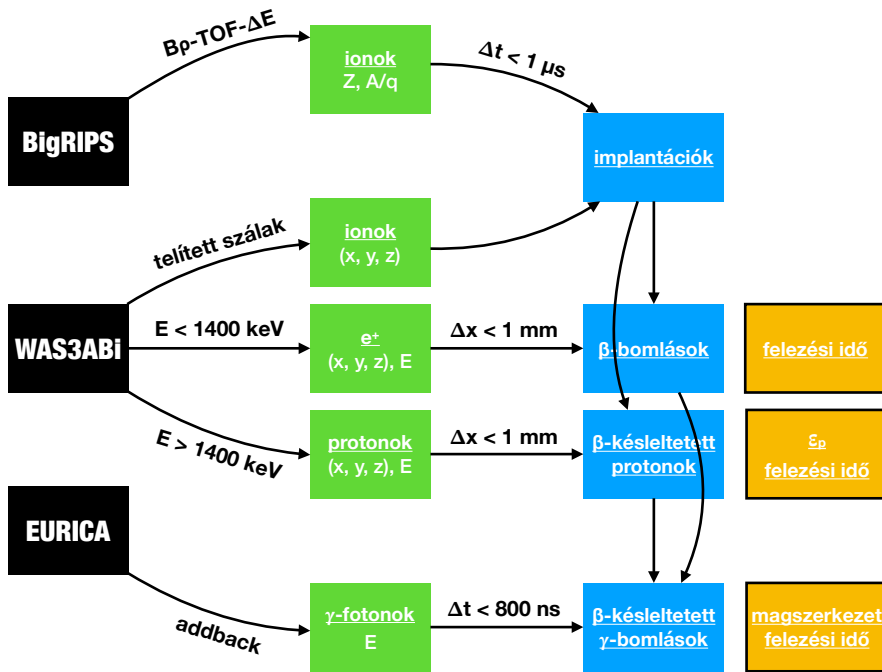 Bρ-TOF-ΔE
ionok
Z, A/q
Δt < 1 μs
BigRIPS
implantációk
telített szálak
ionok
(x, y, z)
WAS3ABi
E < 1400 keV
e⁺
(x, y, z), E
Δx < 1 mm
β-bomlások
felezési idő
E > 1400 keV
protonok
(x, y, z), E
Δx < 1 mm
β-késleltetett
protonok
εₚ
felezési idő
EURICA
addback
γ-fotonok
E
Δt < 800 ns
β-késleltetett
γ-bomlások
magszerkezet
felezési idő